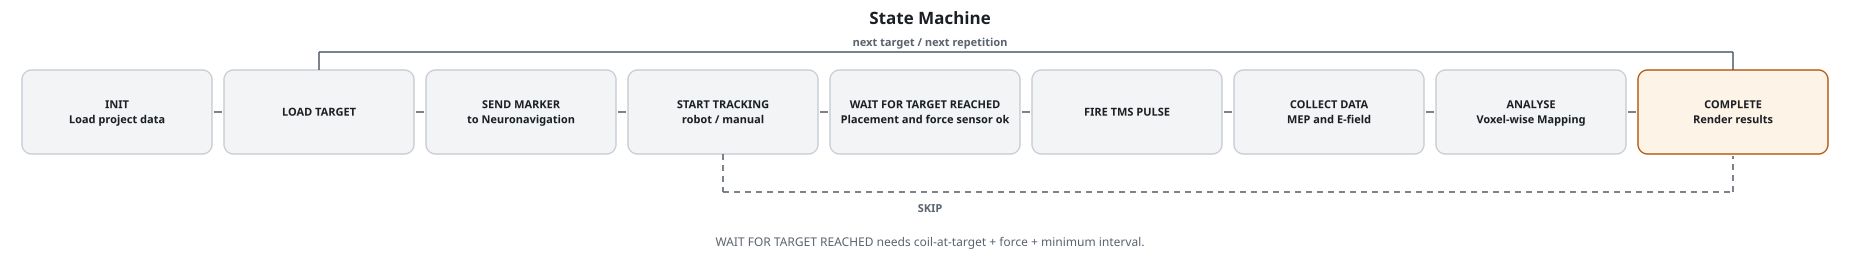 State Machine
next target / next repetition
INIT
Load project data
LOAD TARGET
SEND MARKER
to Neuronavigation
START TRACKING
robot / manual
WAIT FOR TARGET REACHED
Placement and force sensor ok
FIRE TMS PULSE
COLLECT DATA
MEP and E-field
ANALYSE
Voxel-wise Mapping
COMPLETE
Render results
SKIP
WAIT FOR TARGET REACHED needs coil-at-target + force + minimum interval.